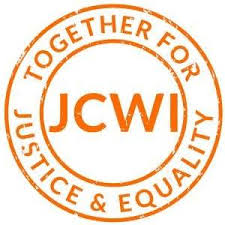 TOGETHER FOR
JCWI
JUSTICE & EQUALITY